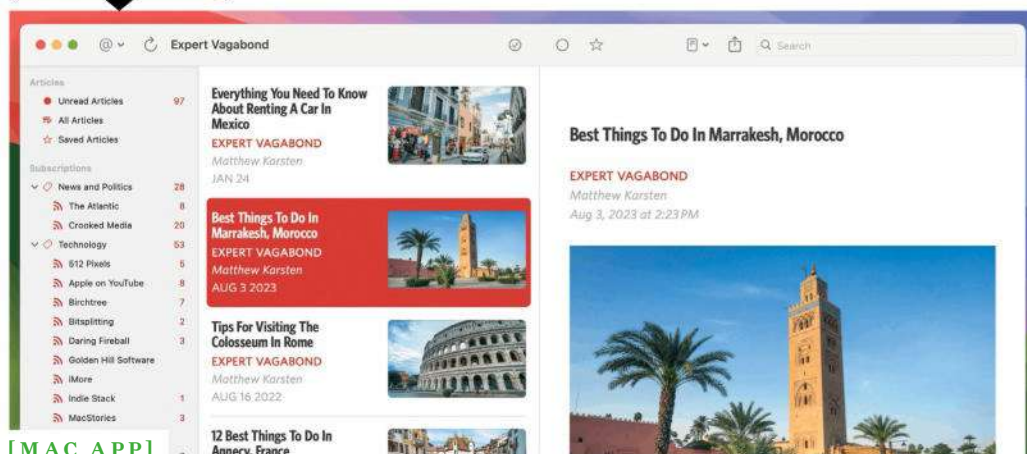 Expert Vagabond
Search
Articles
Unread Articles 97
All Articles
Saved Articles
Subscriptions
News and Politics 28
The Atlantic 8
Crooked Media 20
Technology 53
512 Pixels 5
Apple on YouTube 8
Birchtree 7
Bitsplitting 2
Daring Fireball 3
Golden Hill Software
iMore
Indie Stack 1
MacStories 3
[MAC APP]
Everything You Need To Know
About Renting A Car In
Mexico
EXPERT VAGABOND
Matthew Karsten
JAN 24
Best Things To Do In
Marrakesh, Morocco
EXPERT VAGABOND
Matthew Karsten
AUG 3 2023
Tips For Visiting The
Colosseum In Rome
EXPERT VAGABOND
Matthew Karsten
AUG 16 2022
12 Best Things To Do In
Annecy, France
Best Things To Do In Marrakesh, Morocco
EXPERT VAGABOND
Matthew Karsten
Aug 3, 2023 at 2:23 PM